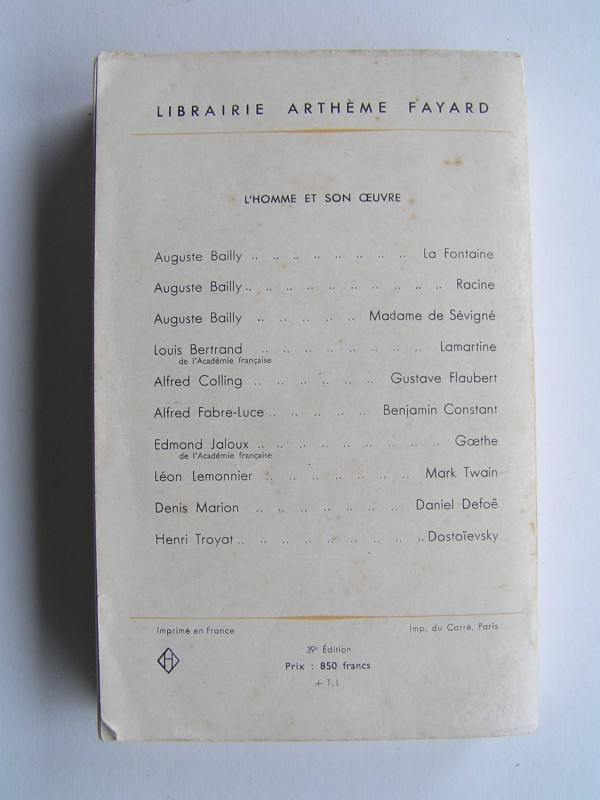 LIBRAIRIE ARTHÈME FAYARD
L'HOMME ET SON ŒUVRE
Auguste Bailly .. .. .. .. .. .. .. .. La Fontaine
Auguste Bailly .. .. .. .. .. .. .. .. .. .. Racine
Auguste Bailly .. .. .. .. .. Madame de Sévigné
Louis Bertrand .. .. .. .. .. .. .. .. Lamartine
de l'Académie française
Alfred Colling .. .. .. .. .. .. Gustave Flaubert
Alfred Fabre-Luce .. .. .. .. .. Benjamin Constant
Edmond Jaloux .. .. .. .. .. .. .. .. .. Gœthe
de l'Académie française
Léon Lemonnier .. .. .. .. .. .. .. Mark Twain
Denis Marion .. .. .. .. .. .. .. Daniel Defoë
Henri Troyat .. .. .. .. .. .. .. .. .. .. Dostoïevsky
Imprimé en France Imp. du Carré, Paris
39e Édition
Prix : 850 francs
+ T. l.